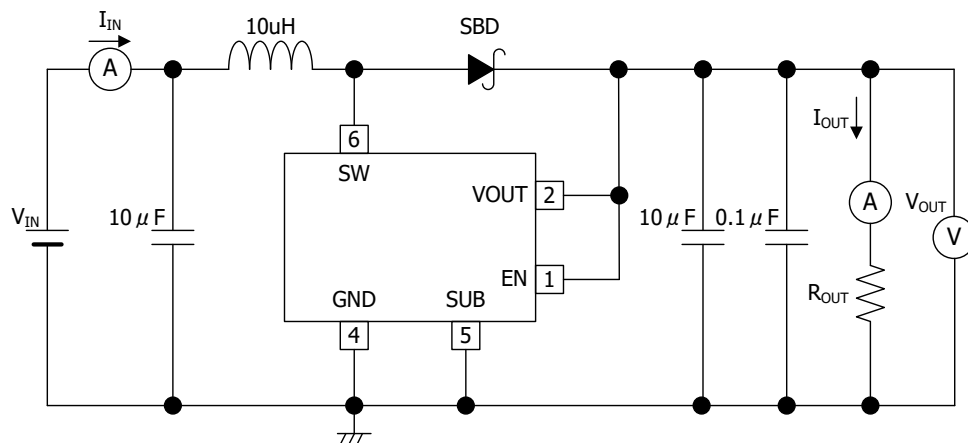 I_IN
10uH
SBD
A
6
SW
VOUT
2
I_OUT
A
V_IN
10μF
10μF
0.1μF
V_OUT
V
EN
1
R_OUT
GND
SUB
4
5